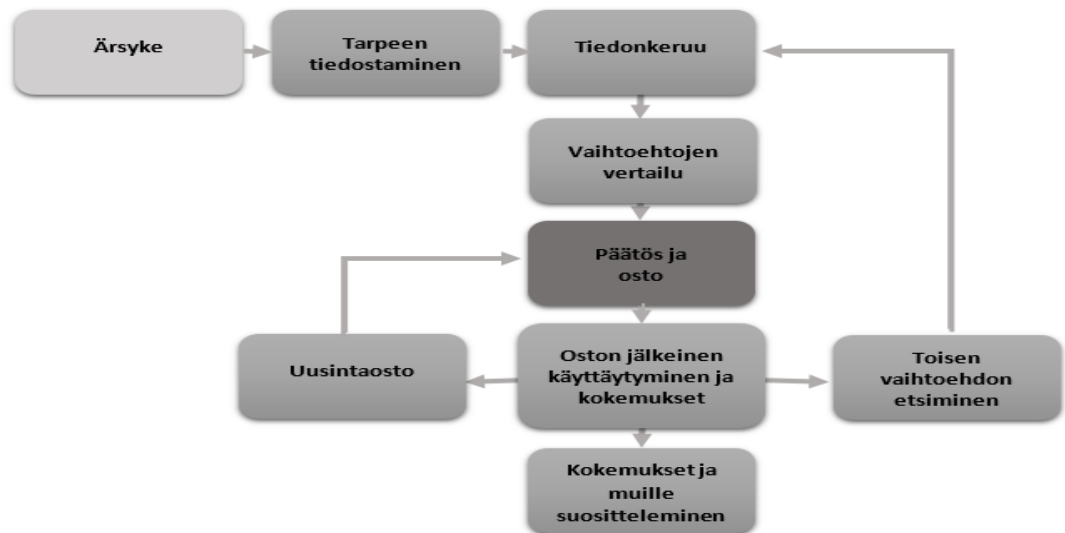 Ärsyke
Tarpeen
tiedostaminen
Tiedonkeruu
Vaihtoehtojen
vertailu
Päätös ja
osto
Uusintaosto
Oston jälkeinen
käyttäytyminen ja
kokemukset
Toisen
vaihtoehdon
etsiminen
Kokemukset ja
muille
suositteleminen